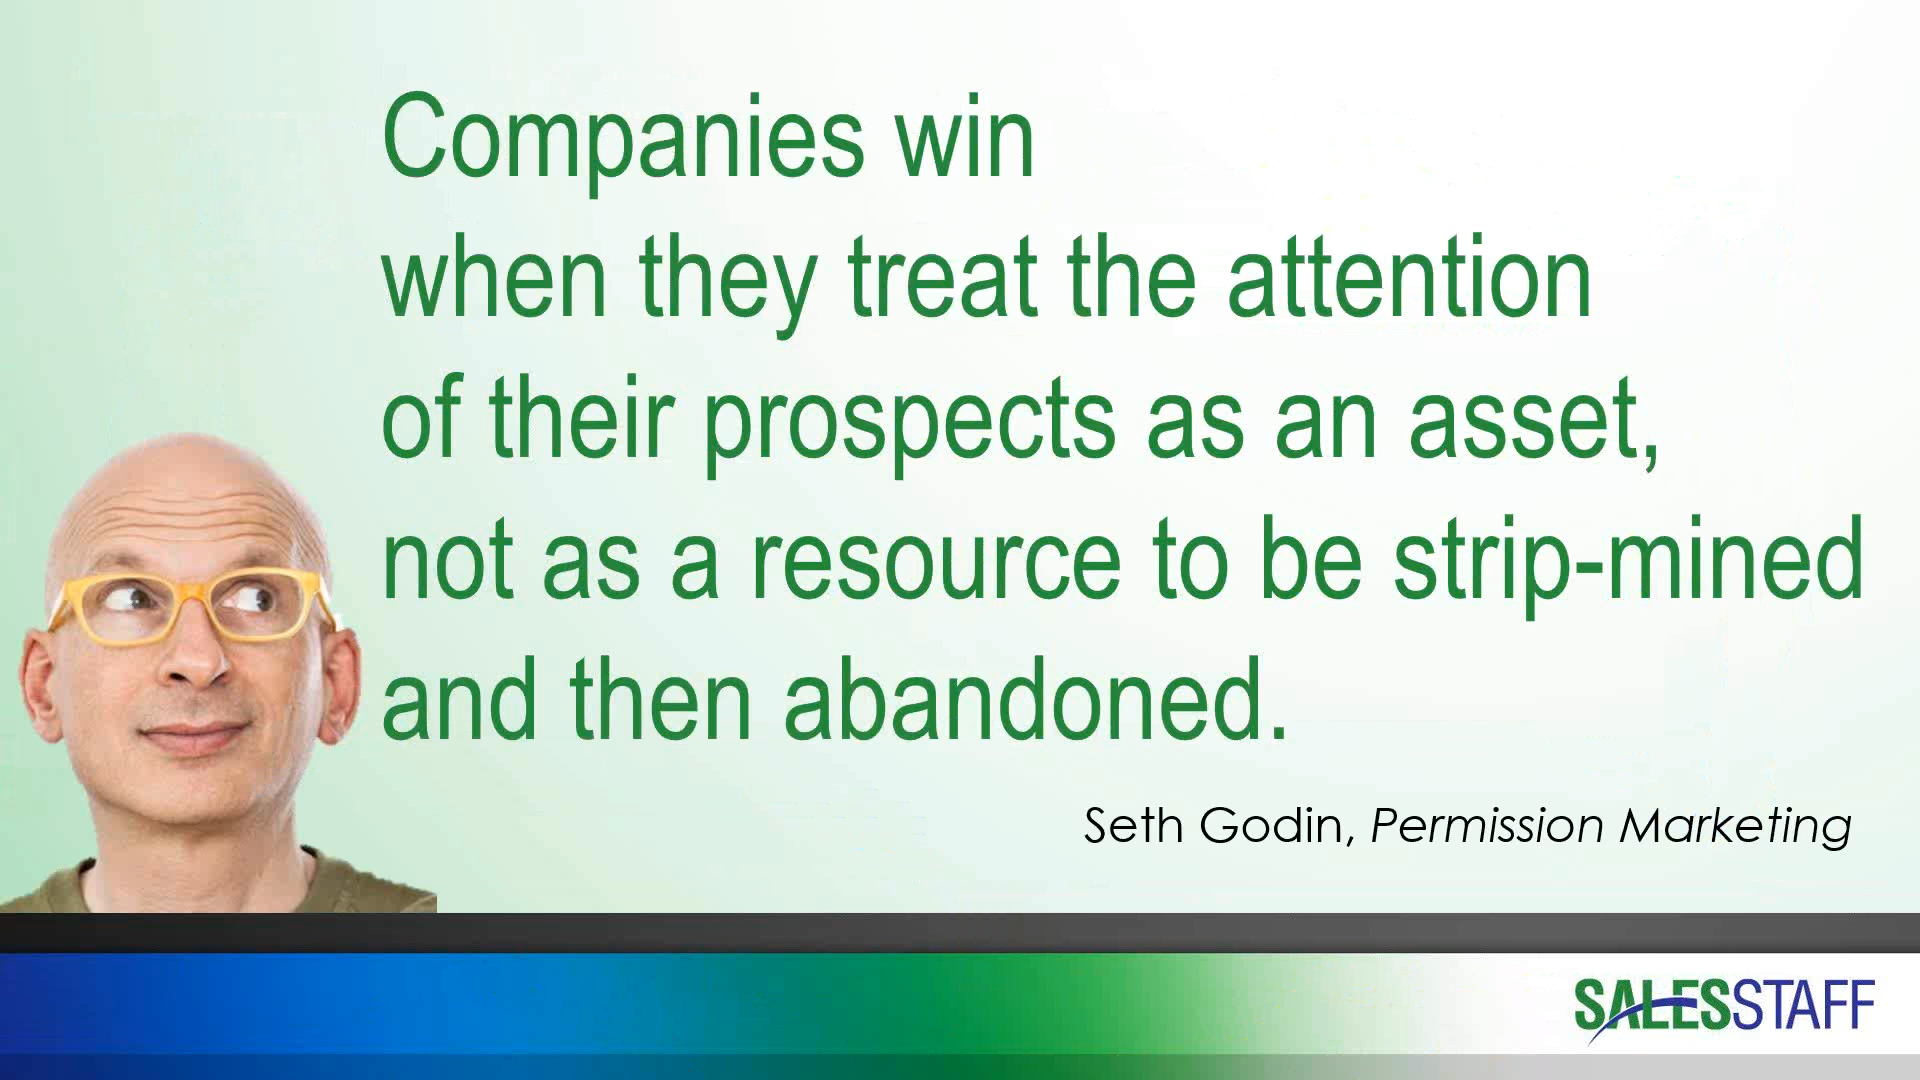 Companies win
when they treat the attention
of their prospects as an asset,
not as a resource to be strip-mined
and then abandoned.
Seth Godin, Permission Marketing
SALESSTAFF